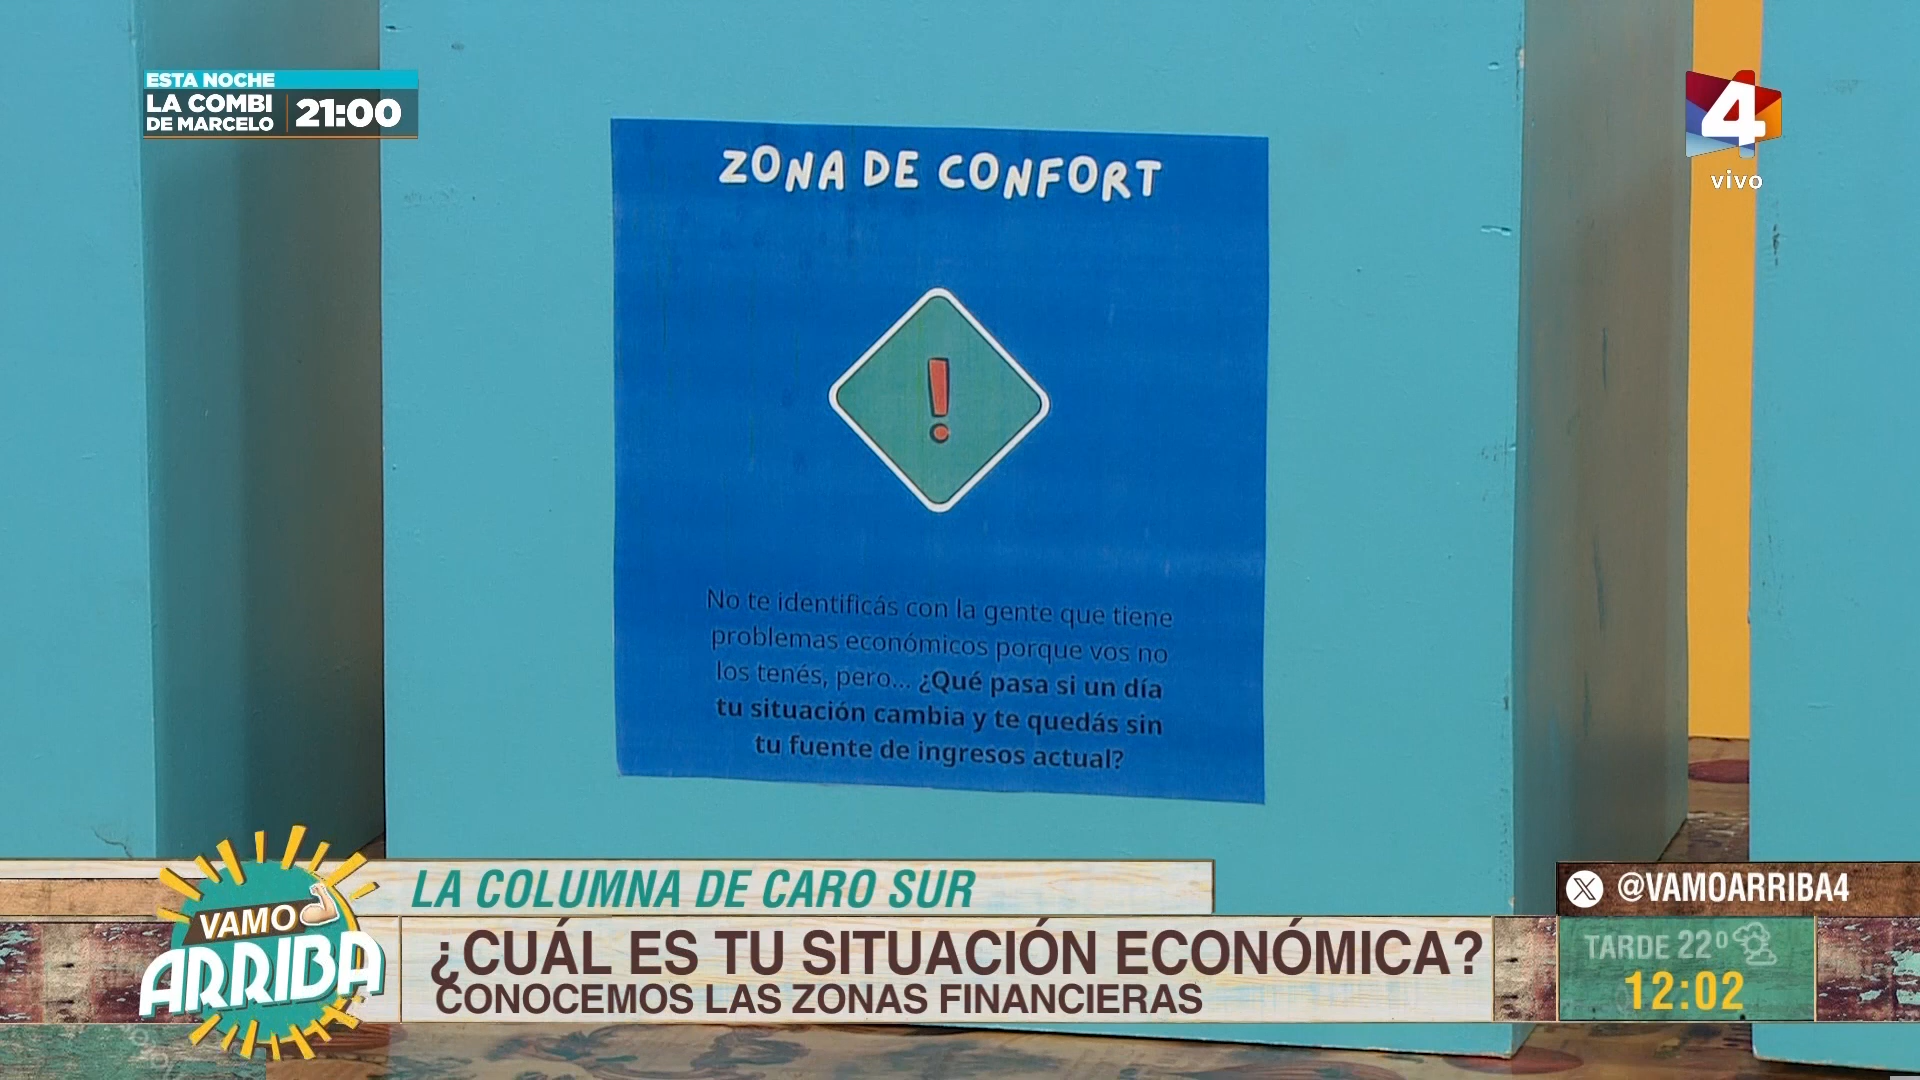 ESTA NOCHE
LA COMBI
DE MARCELO
21:00
4
vivo
ZONA DE CONFORT
!
No te identificás con la gente que tiene
problemas económicos porque vos no
los tenés, pero... ¿Qué pasa si un día
tu situación cambia y te quedás sin
tu fuente de ingresos actual?
VAMO
ARRIBA
LA COLUMNA DE CARO SUR
¿CUÁL ES TU SITUACIÓN ECONÓMICA?
CONOCEMOS LAS ZONAS FINANCIERAS
@VAMOARRIBA4
TARDE 22º
12:02